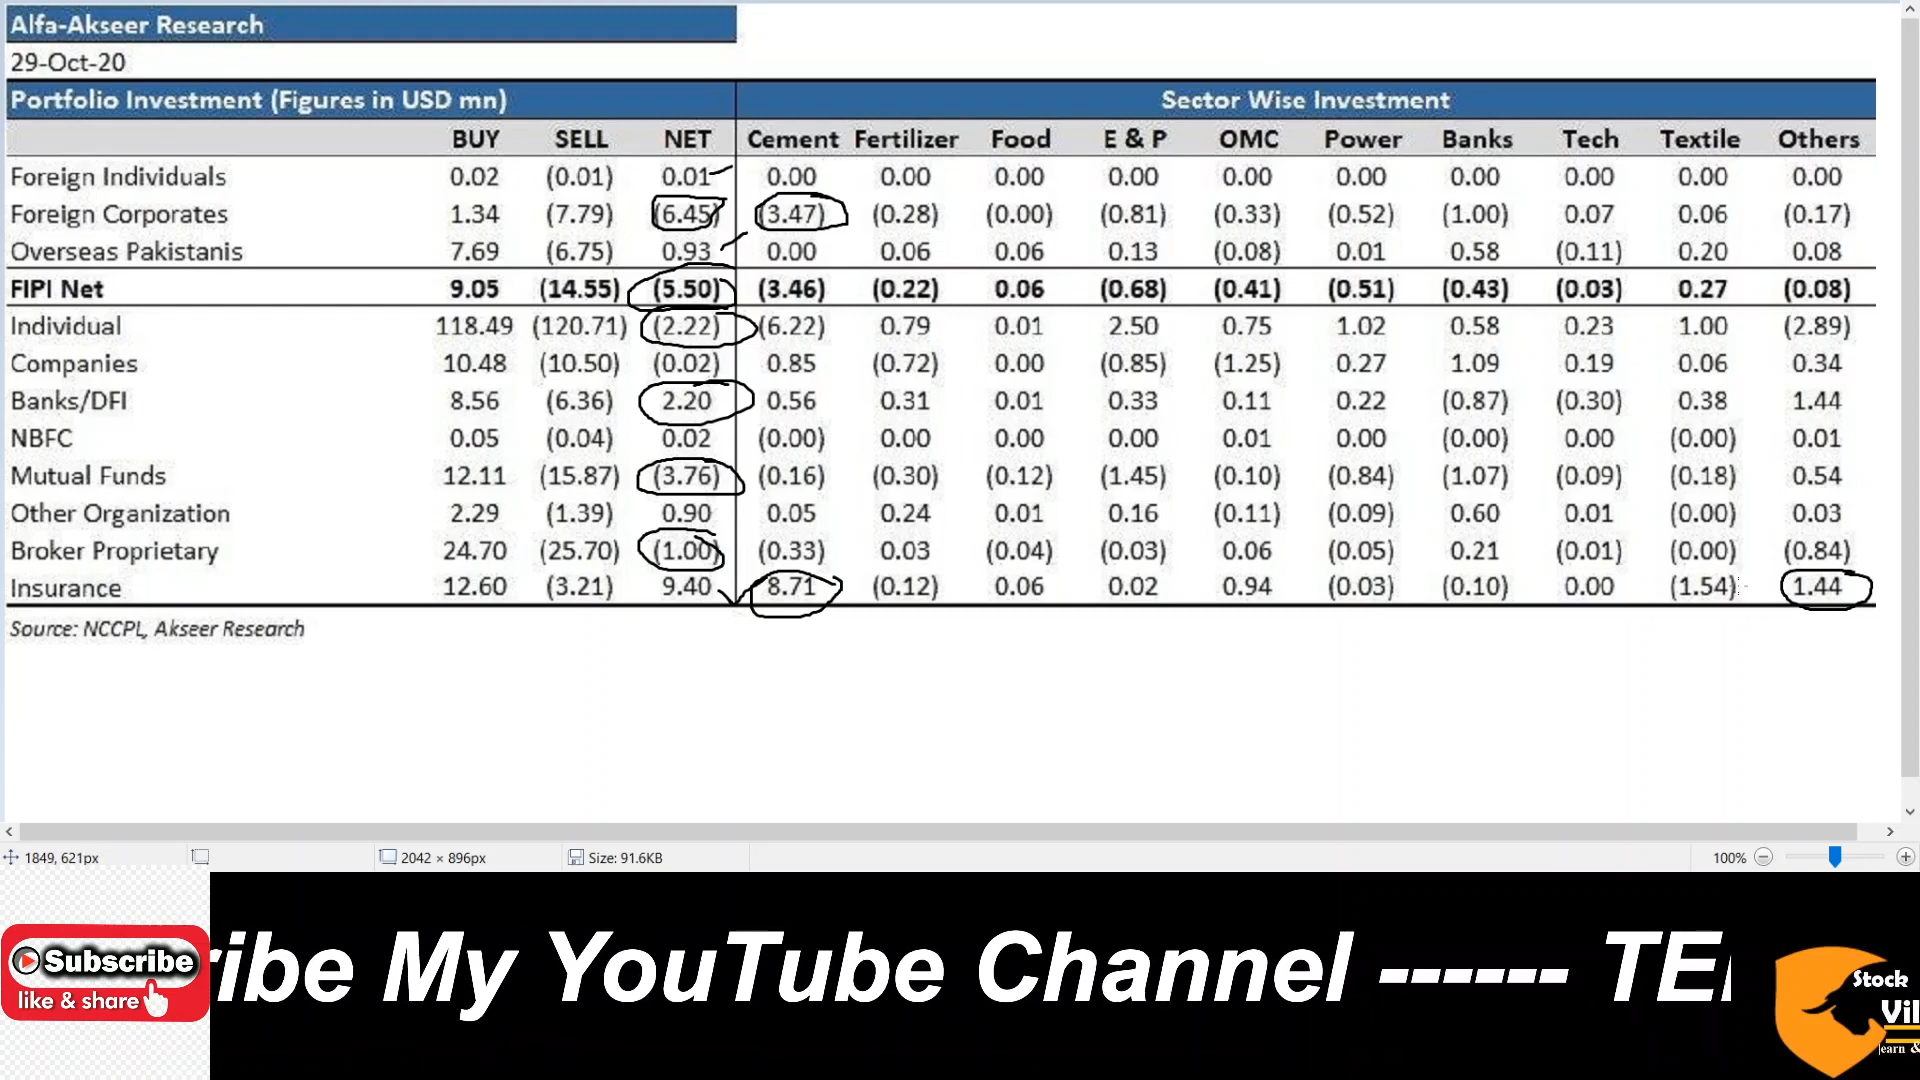 Alfa-Akseer Research
29-Oct-20
Portfolio Investment (Figures in USD mn) Sector Wise Investment
BUY SELL NET Cement Fertilizer Food E & P OMC Power Banks Tech Textile Others
Foreign Individuals 0.02 (0.01) 0.01 0.00 0.00 0.00 0.00 0.00 0.00 0.00 0.00 0.00 0.00
Foreign Corporates 1.34 (7.79) (6.45) (3.47) (0.28) (0.00) (0.81) (0.33) (0.52) (1.00) 0.07 0.06 (0.17)
Overseas Pakistanis 7.69 (6.75) 0.93 0.00 0.06 0.06 0.13 (0.08) 0.01 0.58 (0.11) 0.20 0.08
FIPI Net 9.05 (14.55) (5.50) (3.46) (0.22) 0.06 (0.68) (0.41) (0.51) (0.43) (0.03) 0.27 (0.08)
Individual 118.49 (120.71) (2.22) (6.22) 0.79 0.01 2.50 0.75 1.02 0.58 0.23 1.00 (2.89)
Companies 10.48 (10.50) (0.02) 0.85 (0.72) 0.00 (0.85) (1.25) 0.27 1.09 0.19 0.06 0.34
Banks/DFI 8.56 (6.36) 2.20 0.56 0.31 0.01 0.33 0.11 0.22 (0.87) (0.30) 0.38 1.44
NBFC 0.05 (0.04) 0.02 (0.00) 0.00 0.00 0.00 0.01 0.00 (0.00) 0.00 (0.00) 0.01
Mutual Funds 12.11 (15.87) (3.76) (0.16) (0.30) (0.12) (1.45) (0.10) (0.84) (1.07) (0.09) (0.18) 0.54
Other Organization 2.29 (1.39) 0.90 0.05 0.24 0.01 0.16 (0.11) (0.09) 0.60 0.01 (0.00) 0.03
Broker Proprietary 24.70 (25.70) (1.00) (0.33) 0.03 (0.04) (0.03) 0.06 (0.05) 0.21 (0.01) (0.00) (0.84)
Insurance 12.60 (3.21) 9.40 8.71 (0.12) 0.06 0.02 0.94 (0.03) (0.10) 0.00 (1.54) 1.44
Source: NCCPL, Akseer Research
1849, 621px 2042 × 896px Size: 91.6KB 100%
Subscribe
like & share
ribe My YouTube Channel ------ TE
Stock
Vil
earn &